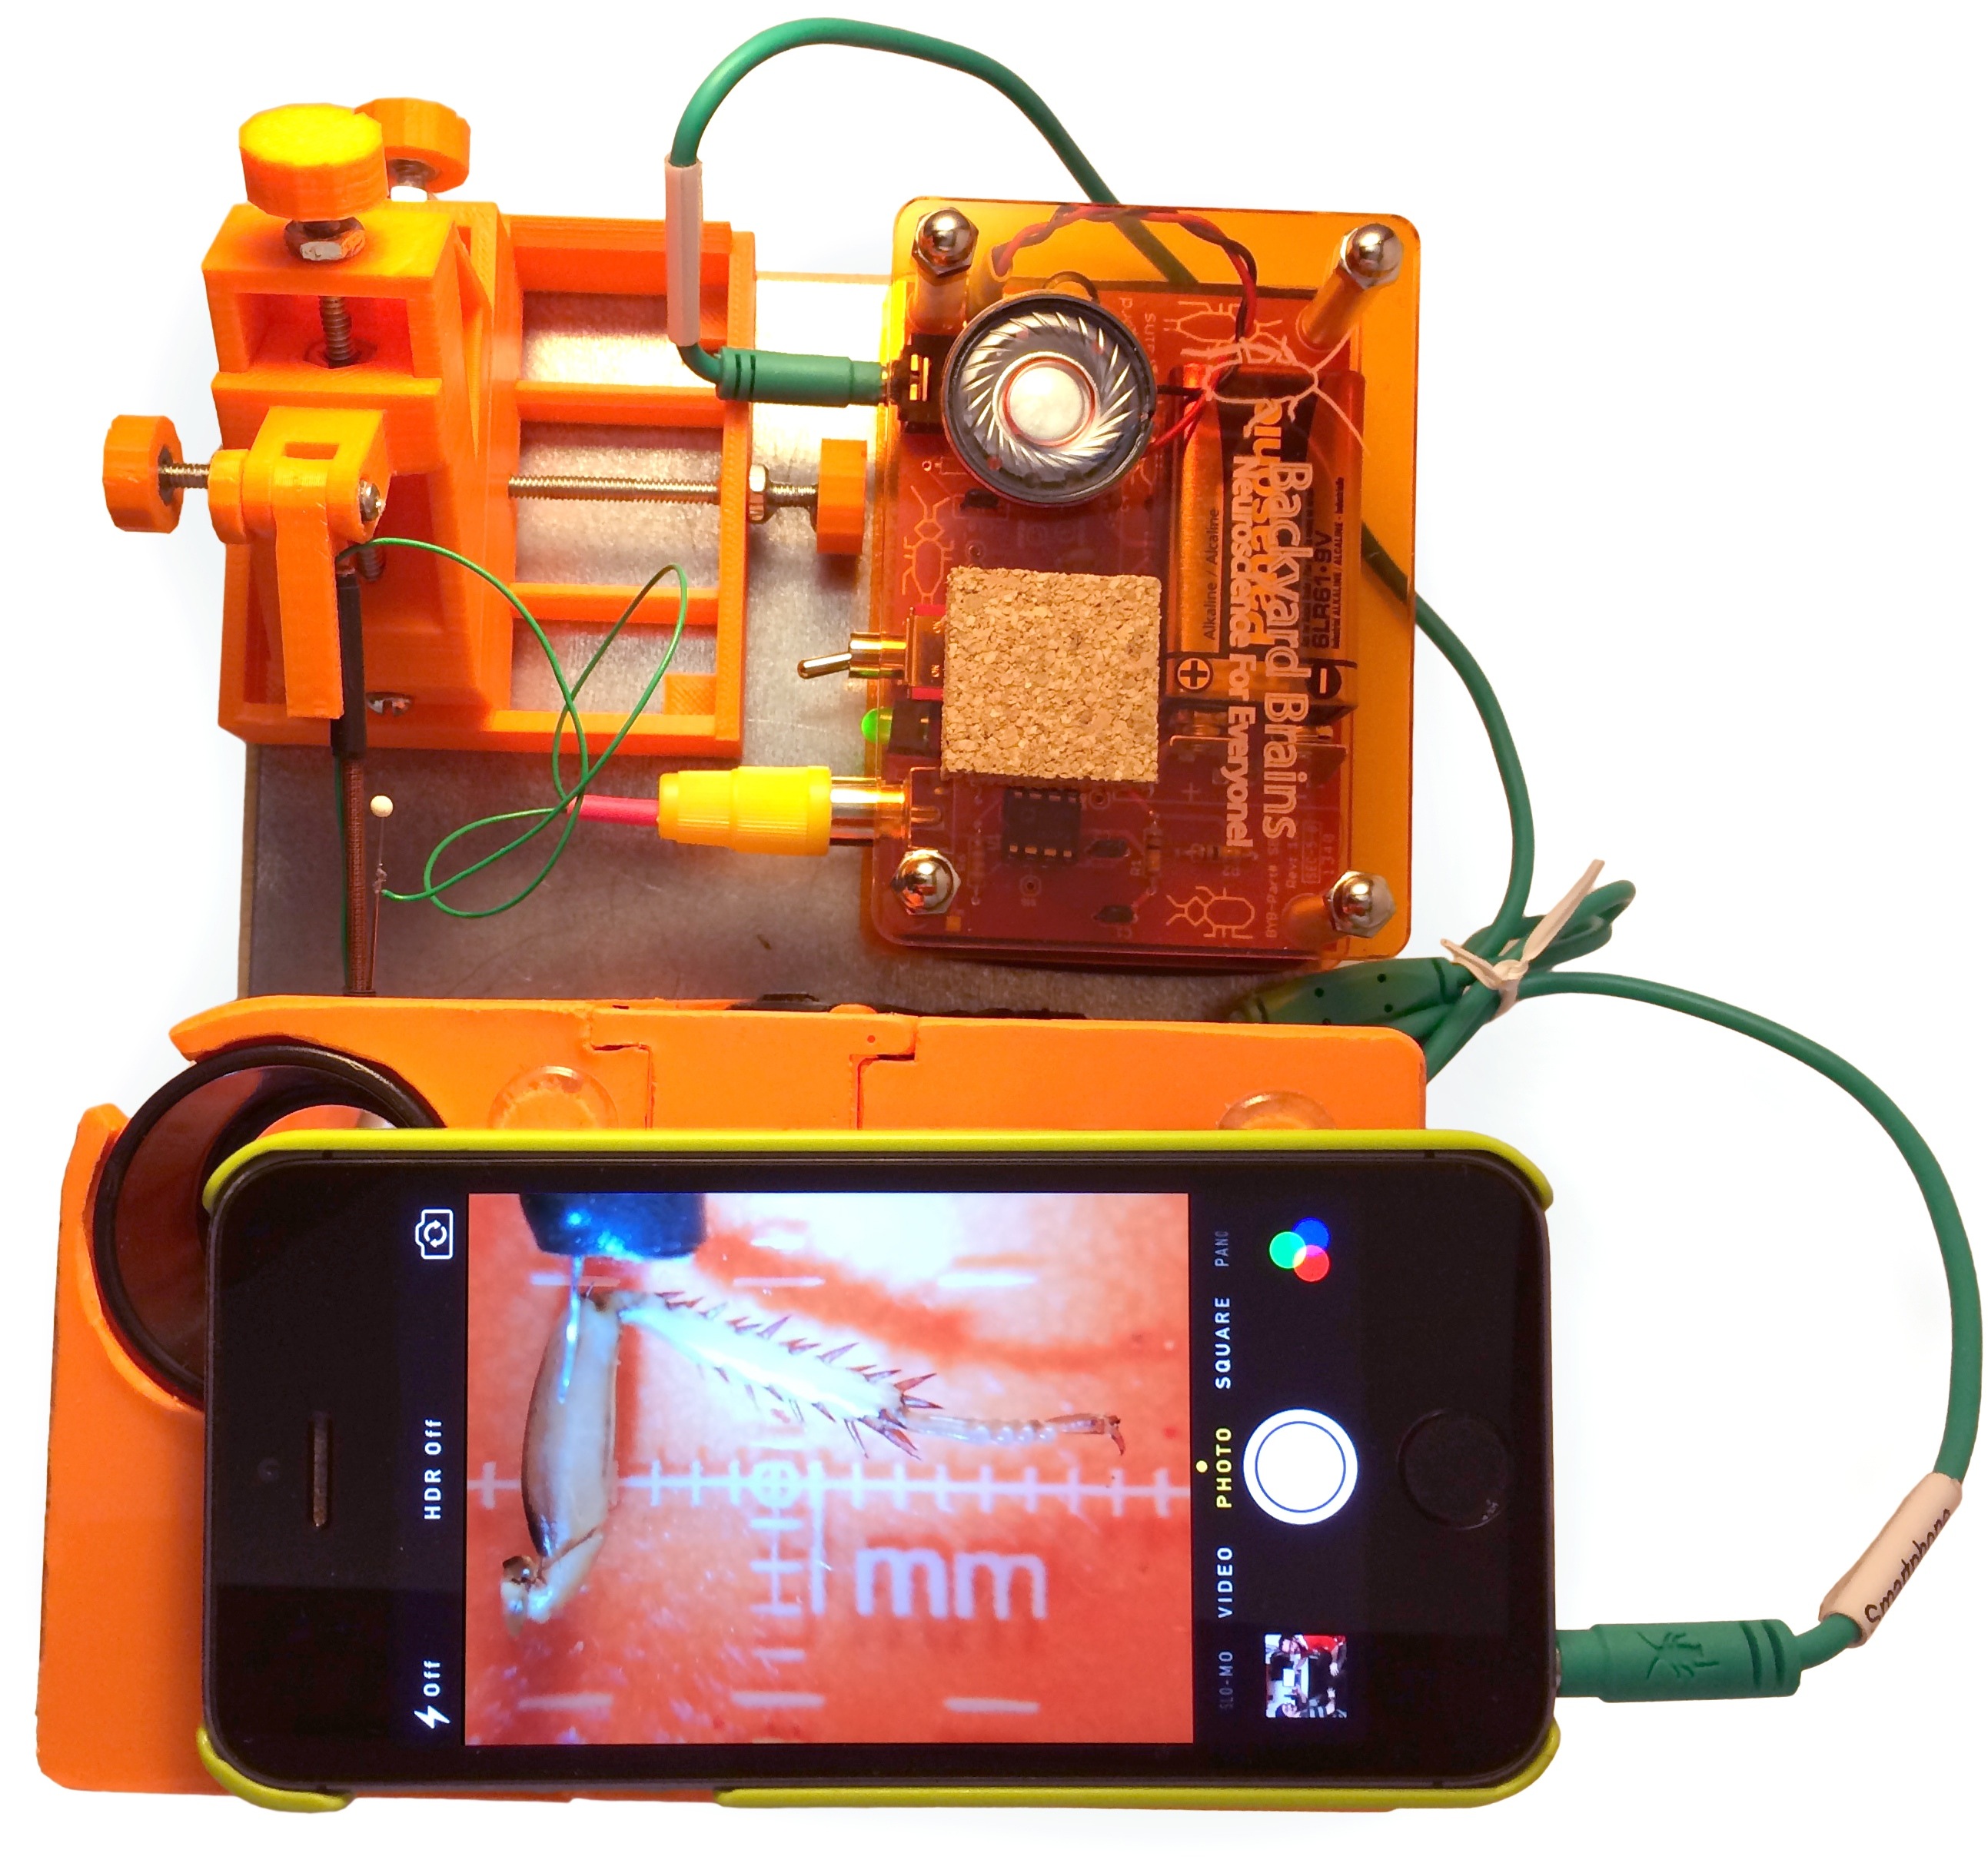 Backyard Brains
Neuroscience For Everyone!
Alkaline / Alcaline
6LR61·9V
HDR Off
Off
PANO
SQUARE
PHOTO
VIDEO
SLO-MO
mm
Smartphone